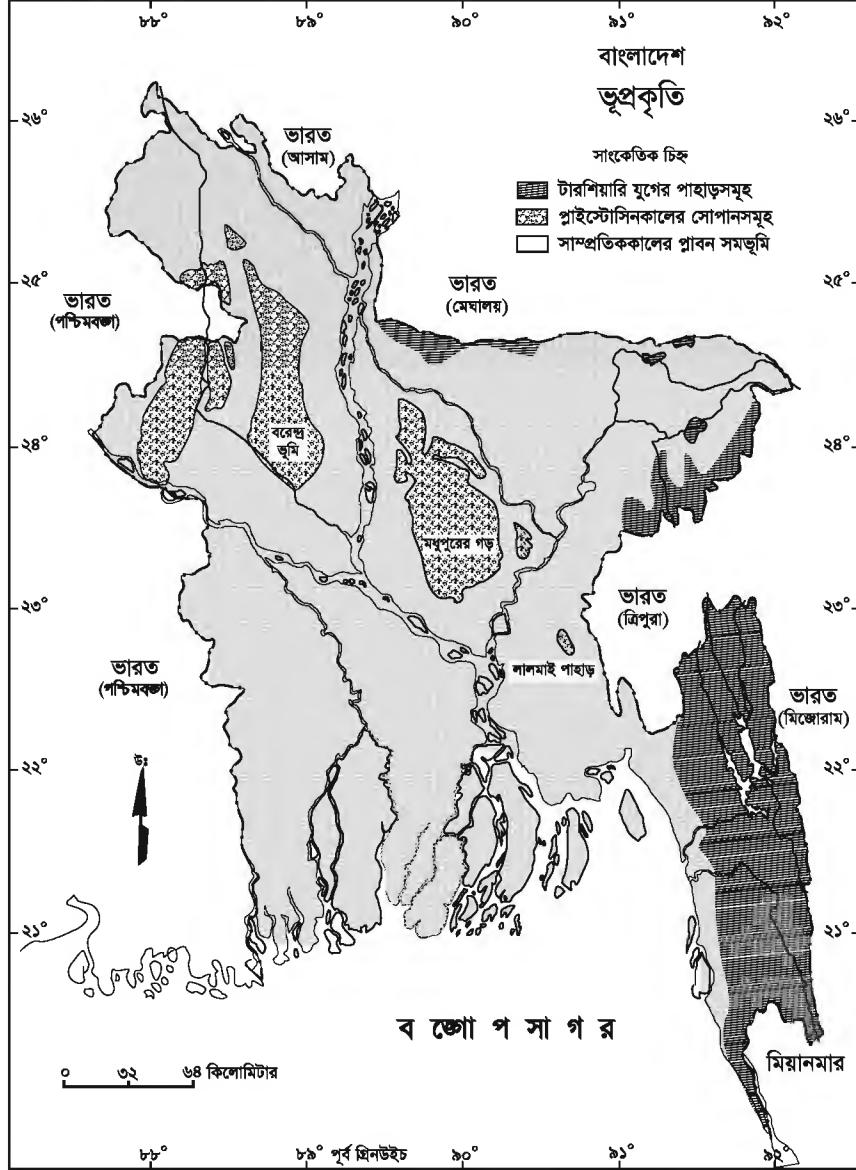 ৮৮° ৮৯° ৯০° ৯১° ৯২°
বাংলাদেশ
ভূপ্রকৃতি
২৬° ২৬°
ভারত
(আসাম)
সাংকেতিক চিহ্ন
টারশিয়ারি যুগের পাহাড়সমূহ
প্লাইস্টোসিনকালের সোপানসমূহ
সাম্প্রতিককালের প্লাবন সমভূমি
২৫° ২৫°
ভারত
(মেঘালয়)
ভারত
(পশ্চিমবঙ্গ)
বরেন্দ্র
ভূমি
২৪° ২৪°
মধুপুরের গড়
২৩° ২৩°
ভারত
(ত্রিপুরা)
লালমাই পাহাড়
ভারত
(পশ্চিমবঙ্গ)
ভারত
(মিজোরাম)
উঃ
২২° ২২°
২১° ২১°
ব ঙ্গো প সা গ র
মিয়ানমার
০ ৩২ ৬৪ কিলোমিটার
৮৮° ৮৯° পূর্ব গ্রিনউইচ ৯০° ৯১° ৯২°